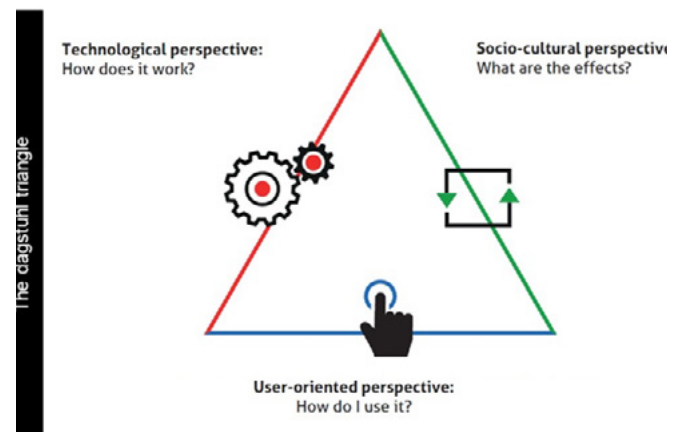 The dagstuhl triangle
Technological perspective:
How does it work?
Socio-cultural perspective
What are the effects?
User-oriented perspective:
How do I use it?